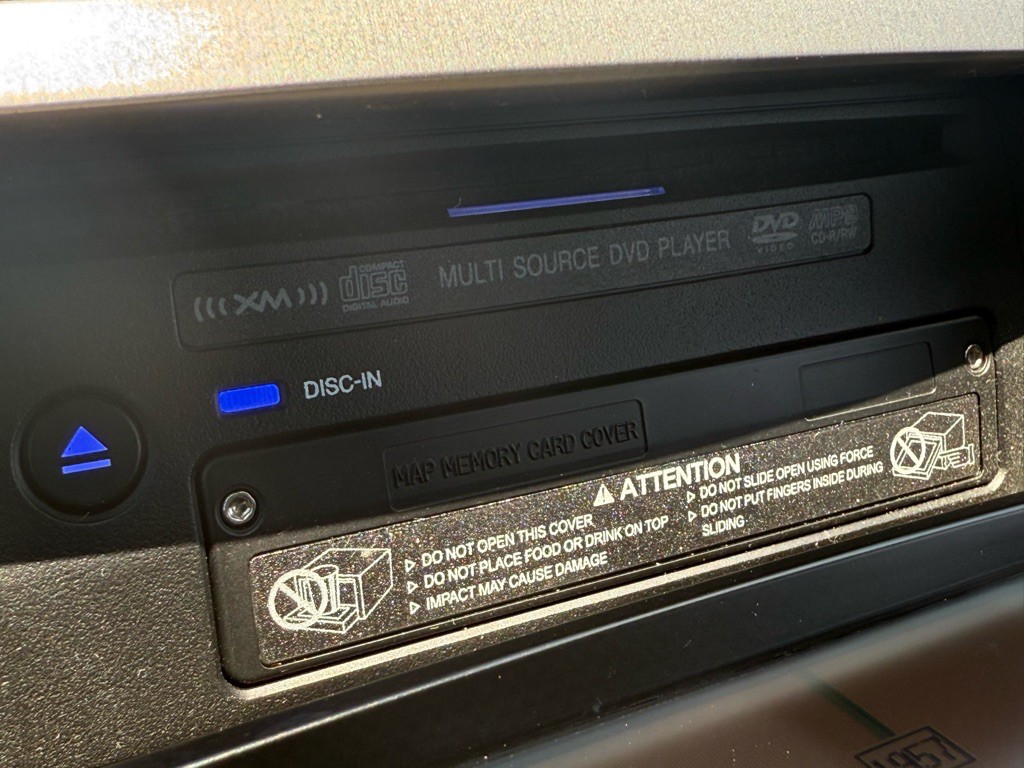 XM
COMPACT
disc
DIGITAL AUDIO
MULTI SOURCE DVD PLAYER
DVD
VIDEO
MP3
CD-R/RW
DISC-IN
MAP MEMORY CARD COVER
ATTENTION
▷ DO NOT OPEN THIS COVER
▷ DO NOT PLACE FOOD OR DRINK ON TOP
▷ IMPACT MAY CAUSE DAMAGE
▷ DO NOT SLIDE OPEN USING FORCE
▷ DO NOT PUT FINGERS INSIDE DURING
SLIDING
1967